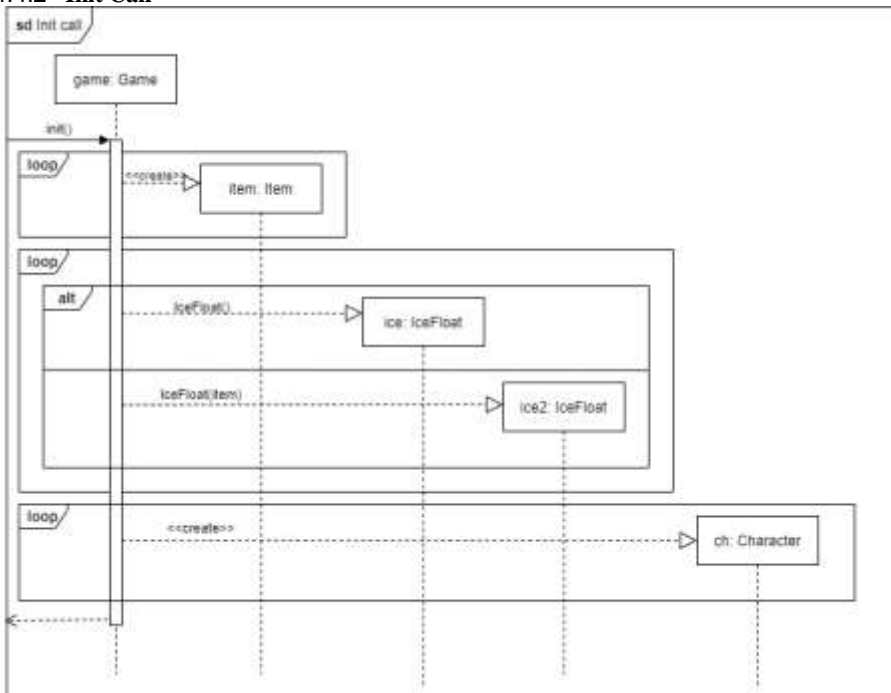 Init Call
sd Init call
game: Game
init()
loop
<<create>>
item: Item
loop
alt
IceFloat()
ice: IceFloat
IceFloat(item)
ice2: IceFloat
loop
<<create>>
ch: Character